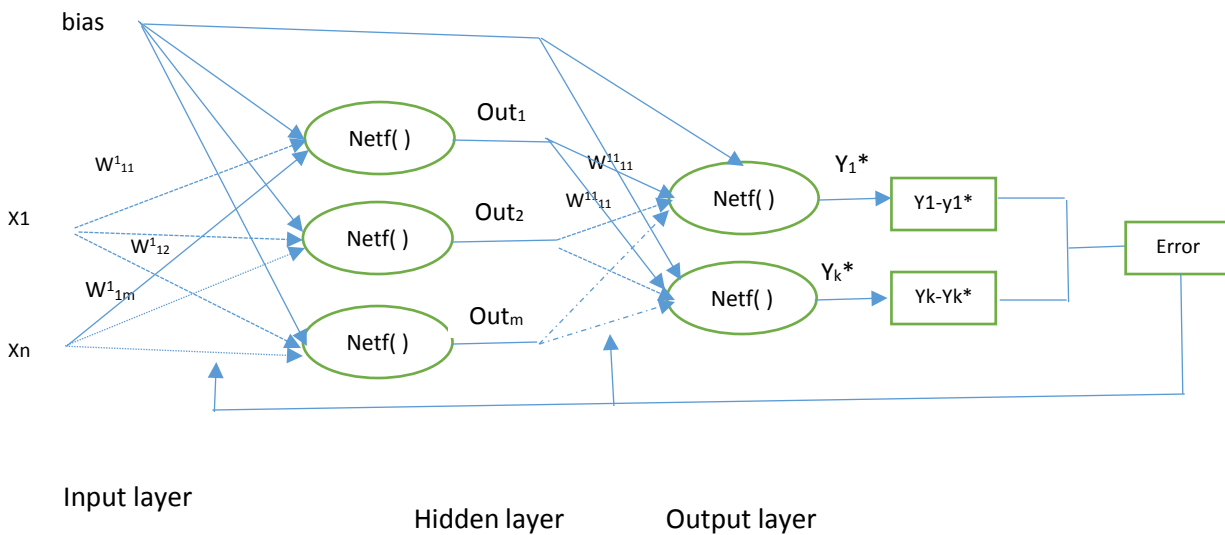 bias
Netf( )
Out₁
W¹₁₁
W¹¹₁₁
Y₁*
Netf( )
Y1-y1*
X1
Netf( )
Out₂
W¹¹₁₁
W¹₁₂
Error
W¹₁ₘ
Netf( )
Yₖ*
Yk-Yk*
Xn
Netf( )
Outₘ
Input layer
Hidden layer
Output layer